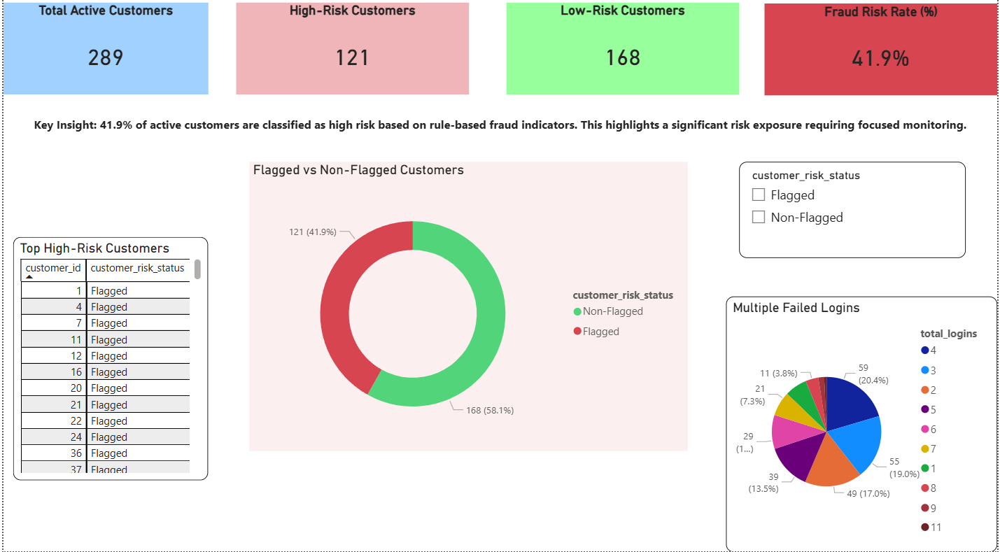 Total Active Customers
289
High-Risk Customers
121
Low-Risk Customers
168
Fraud Risk Rate (%)
41.9%
Key Insight: 41.9% of active customers are classified as high risk based on rule-based fraud indicators. This highlights a significant risk exposure requiring focused monitoring.
Top High-Risk Customers
customer_id customer_risk_status
1 Flagged
4 Flagged
7 Flagged
11 Flagged
12 Flagged
16 Flagged
20 Flagged
21 Flagged
22 Flagged
24 Flagged
36 Flagged
37 Flagged
Flagged vs Non-Flagged Customers
121 (41.9%)
168 (58.1%)
customer_risk_status
Non-Flagged
Flagged
customer_risk_status
Flagged
Non-Flagged
Multiple Failed Logins
59
(20.4%)
55
(19.0%)
49 (17.0%)
39
(13.5%)
29
(1...)
21
(7.3%)
11 (3.8%)
total_logins
4
3
2
5
6
7
1
8
9
11